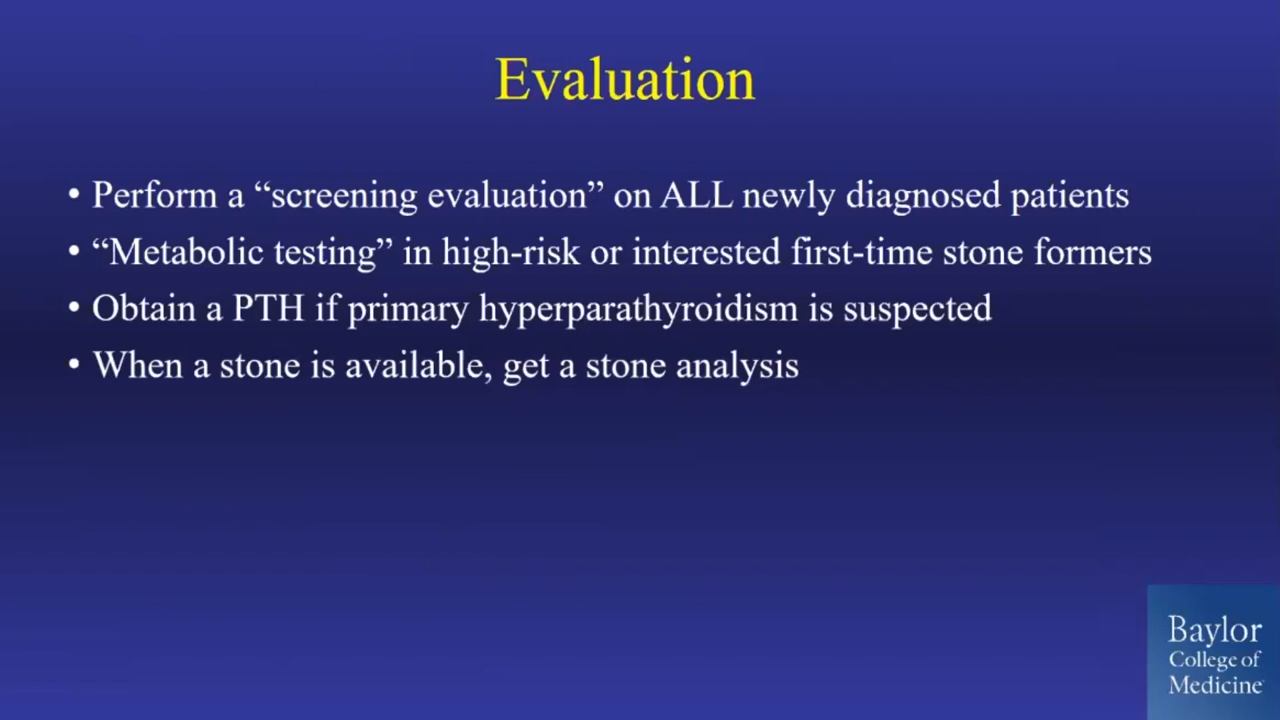 Evaluation
• Perform a “screening evaluation” on ALL newly diagnosed patients
• “Metabolic testing” in high-risk or interested first-time stone formers
• Obtain a PTH if primary hyperparathyroidism is suspected
• When a stone is available, get a stone analysis
Baylor
College of
Medicine